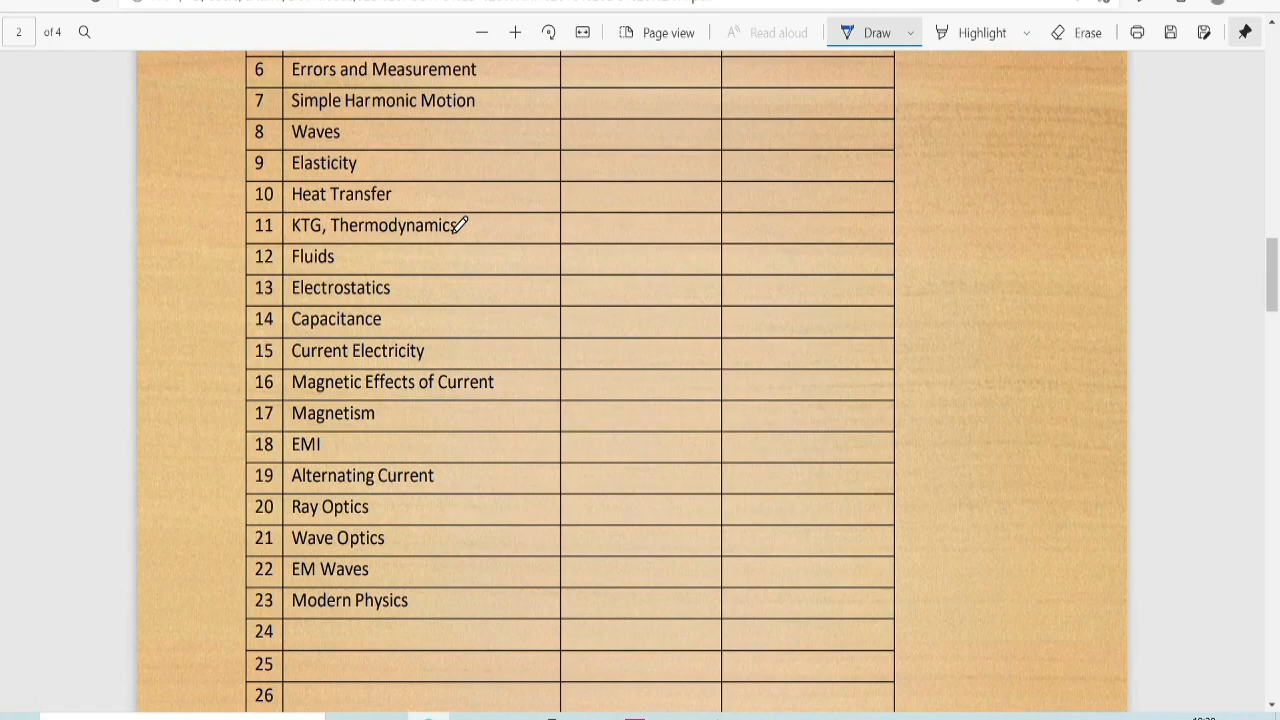 2 of 4 Page view Read aloud Draw Highlight Erase
6 Errors and Measurement
7 Simple Harmonic Motion
8 Waves
9 Elasticity
10 Heat Transfer
11 KTG, Thermodynamics
12 Fluids
13 Electrostatics
14 Capacitance
15 Current Electricity
16 Magnetic Effects of Current
17 Magnetism
18 EMI
19 Alternating Current
20 Ray Optics
21 Wave Optics
22 EM Waves
23 Modern Physics
24
25
26